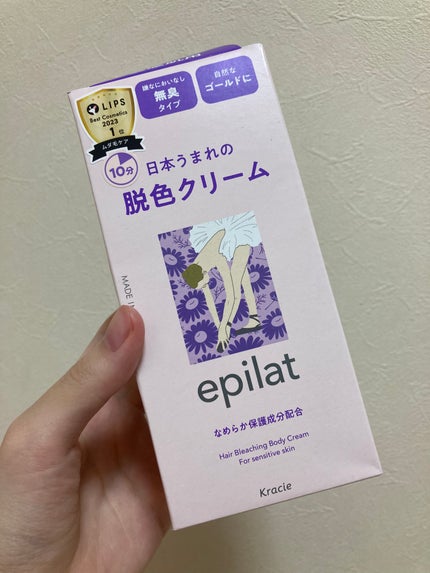 LIPS
Best Cosmetics
2023
1位
ムダ毛ケア
嫌なにおいなし
無臭
タイプ
自然な
ゴールドに
10分
日本うまれの
脱色クリーム
MADE I
epilat
なめらか保護成分配合
Hair Bleaching Body Cream
For sensitive skin
Kracie